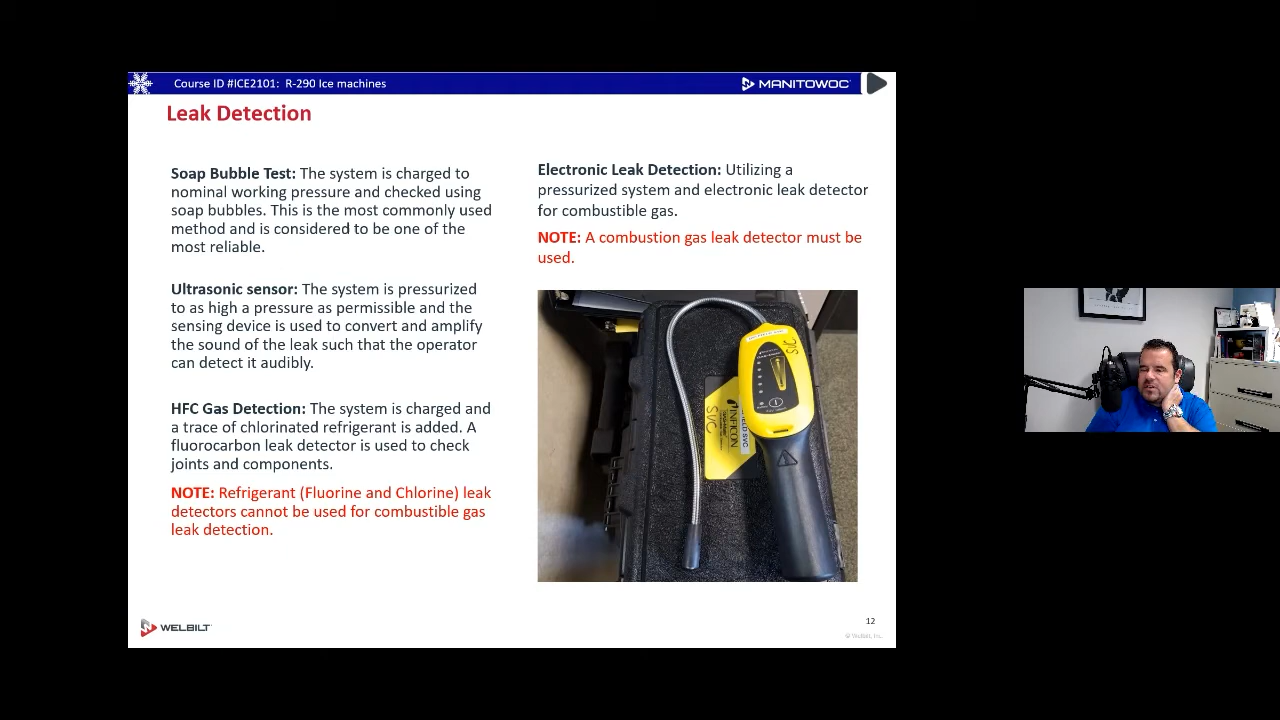 Course ID #ICE2101: R-290 Ice machines
MANITOWOC
Leak Detection
Soap Bubble Test: The system is charged to
nominal working pressure and checked using
soap bubbles. This is the most commonly used
method and is considered to be one of the
most reliable.
Ultrasonic sensor: The system is pressurized
to as high a pressure as permissible and the
sensing device is used to convert and amplify
the sound of the leak such that the operator
can detect it audibly.
HFC Gas Detection: The system is charged and
a trace of chlorinated refrigerant is added. A
fluorocarbon leak detector is used to check
joints and components.
NOTE: Refrigerant (Fluorine and Chlorine) leak
detectors cannot be used for combustible gas
leak detection.
Electronic Leak Detection: Utilizing a
pressurized system and electronic leak detector
for combustible gas.
NOTE: A combustion gas leak detector must be
used.
SVC
SVC
INFICON
WELBILT
12
© Welbilt, Inc.